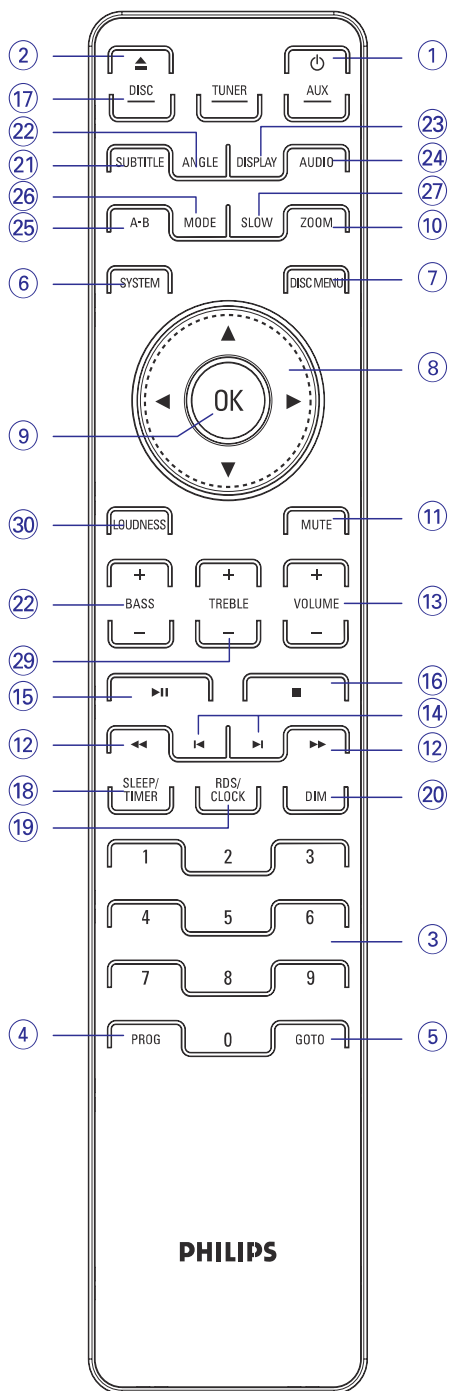 2 1
17 DISC TUNER AUX
22 23
21 SUBTITLE ANGLE DISPLAY AUDIO 24
26 27
25 A-B MODE SLOW ZOOM 10
6 SYSTEM DISC MENU 7
8
9 OK
30 LOUDNESS MUTE 11
+ + +
22 BASS TREBLE VOLUME 13
- - -
29 16
15
14
12 12
18 SLEEP/ RDS/
TIMER CLOCK DIM 20
19
1 2 3
4 5 6
3
7 8 9
4 PROG 0 GOTO 5
PHILIPS